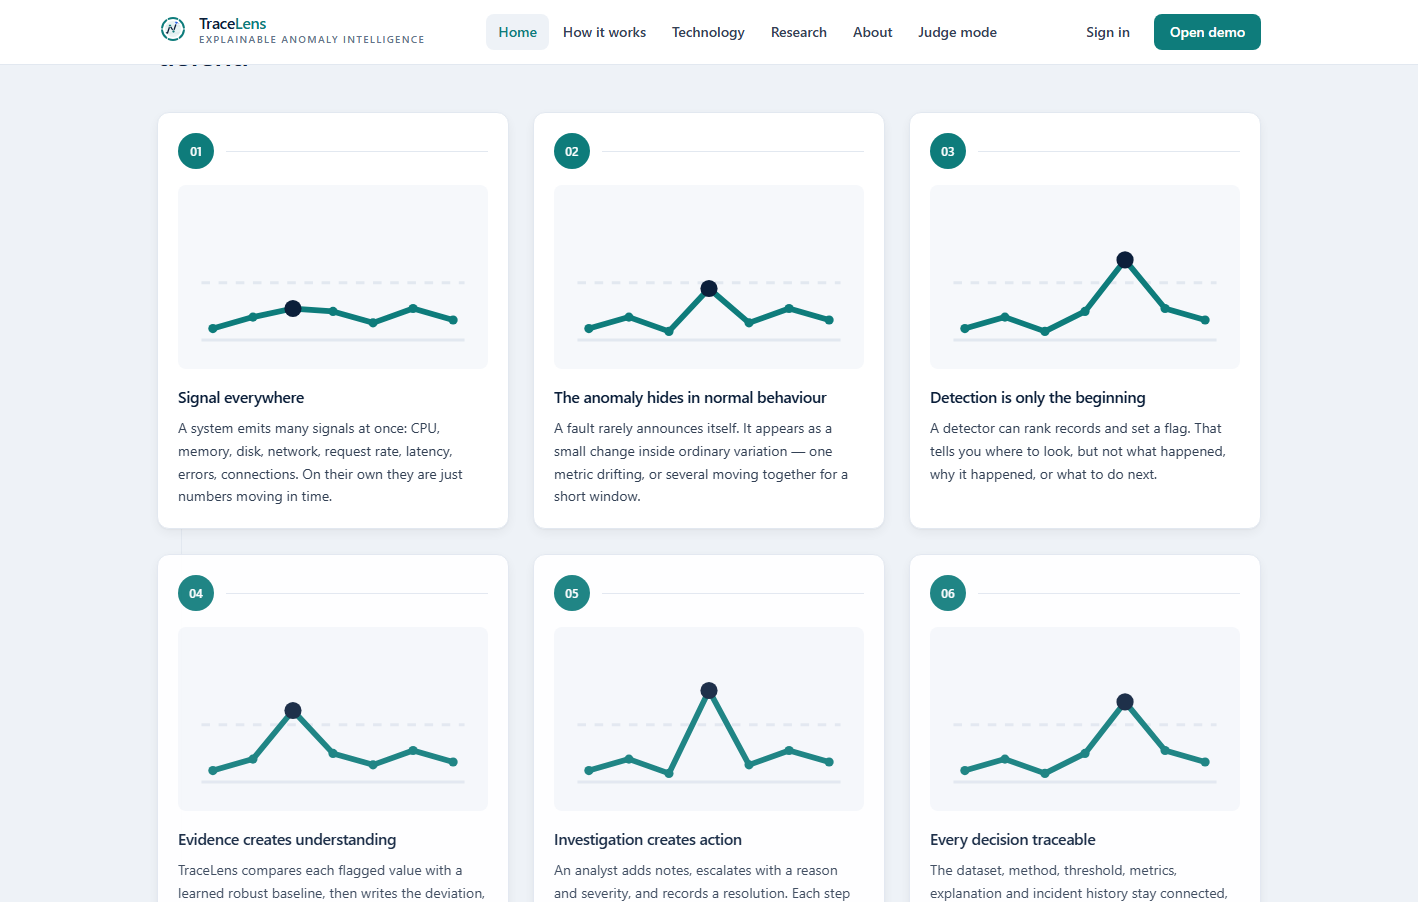 TraceLens
EXPLAINABLE ANOMALY INTELLIGENCE
Home
How it works
Technology
Research
About
Judge mode
Sign in
Open demo
01
Signal everywhere
A system emits many signals at once: CPU,
memory, disk, network, request rate, latency,
errors, connections. On their own they are just
numbers moving in time.
02
The anomaly hides in normal behaviour
A fault rarely announces itself. It appears as a
small change inside ordinary variation — one
metric drifting, or several moving together for a
short window.
03
Detection is only the beginning
A detector can rank records and set a flag. That
tells you where to look, but not what happened,
why it happened, or what to do next.
04
Evidence creates understanding
TraceLens compares each flagged value with a
learned robust baseline, then writes the deviation,
05
Investigation creates action
An analyst adds notes, escalates with a reason
and severity, and records a resolution. Each step
06
Every decision traceable
The dataset, method, threshold, metrics,
explanation and incident history stay connected,